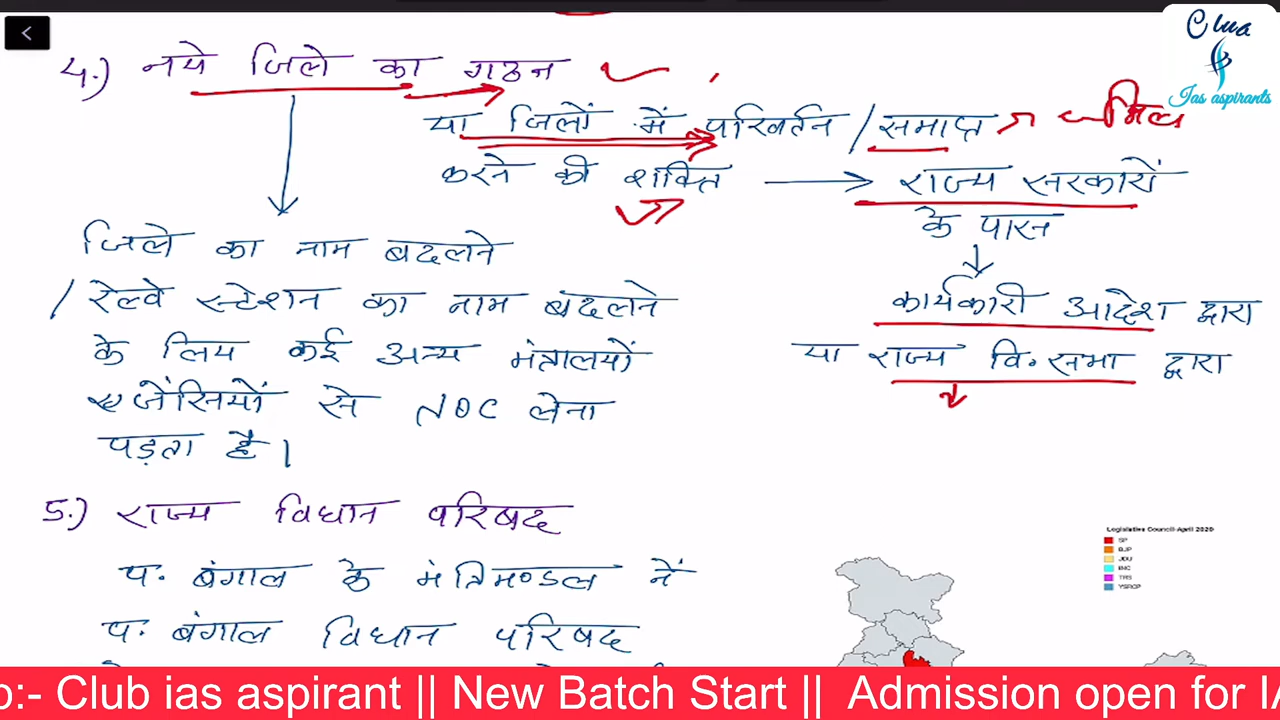 Clua
Ias aspirants
4.) नये जिले का गठन
या जिलों में परिवर्तन / समाप्त
करने की शक्ति → राज्य सरकारों
के पास
कार्यकारी आदेश द्वारा
या राज्य वि. सभा द्वारा
जिले का नाम बदलने
/ रेल्वे स्टेशन का नाम बदलने
के लिय कई अन्य मंत्रालयों
एजेंसियों से NOC लेना
पड़ता है।
5.) राज्य विधान परिषद
प. बंगाल के मंत्रिमण्डल नें
प. बंगाल विधान परिषद
Legislative Council-April 2020
SP
BJP
JDU
INC
TRS
YSRCP
o:- Club ias aspirant || New Batch Start || Admission open for IA